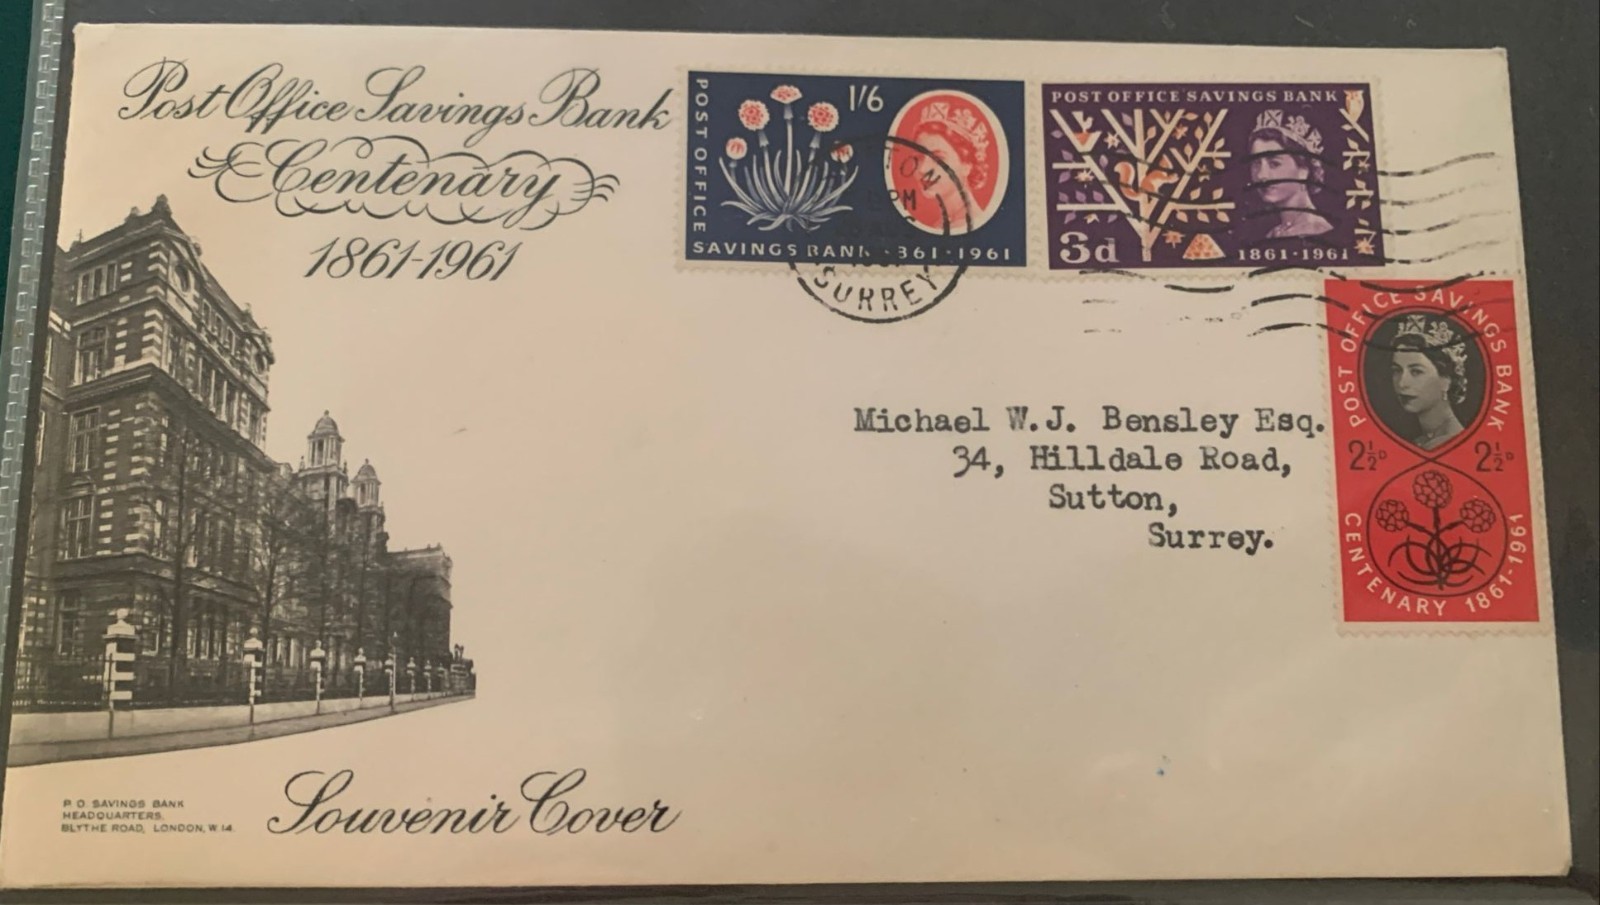 Post Office Savings Bank
Centenary
1861-1961
POST OFFICE
1/6
SAVINGS BANK 1861·1961
POST OFFICE SAVINGS BANK
3d
1861·1961
TON
PM
SURREY
POST OFFICE SAVINGS BANK
2½D 2½D
CENTENARY 1861-1961
Michael W.J. Bensley Esq.
34, Hilldale Road,
Sutton,
Surrey.
P.O. SAVINGS BANK
HEADQUARTERS,
BLYTHE ROAD, LONDON, W.14.
Souvenir Cover